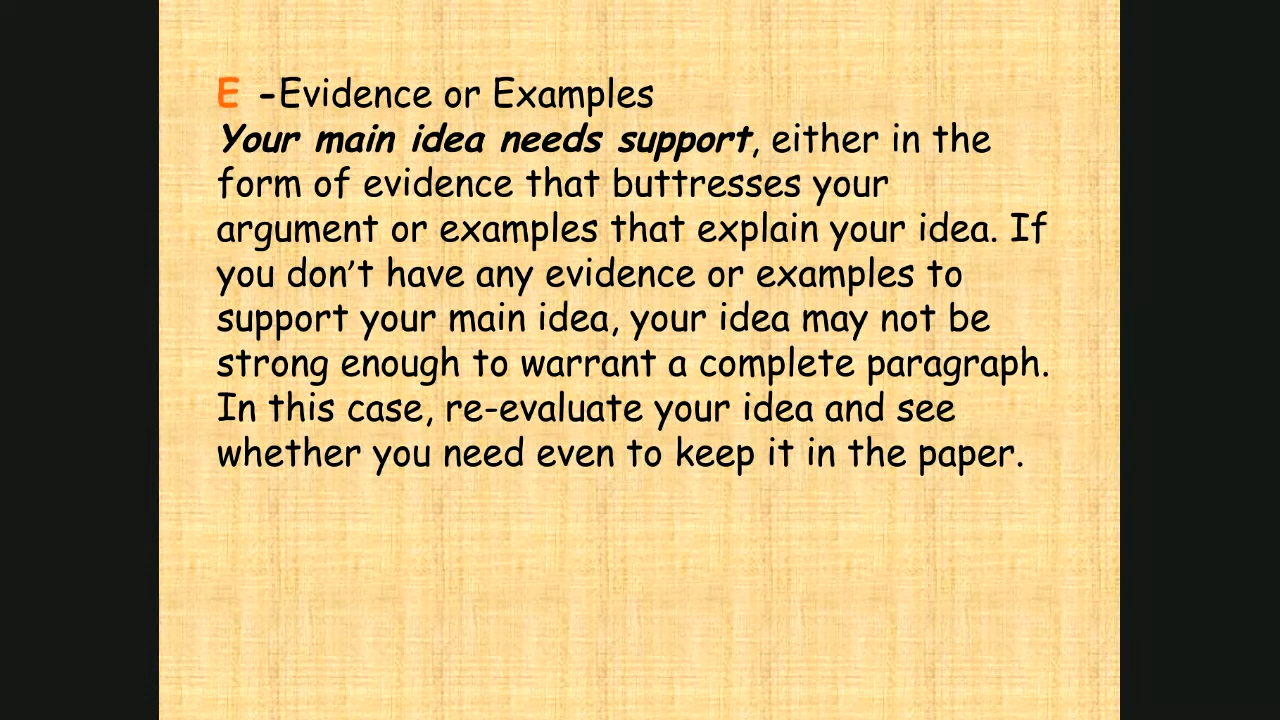 E -Evidence or Examples
Your main idea needs support, either in the
form of evidence that buttresses your
argument or examples that explain your idea. If
you don’t have any evidence or examples to
support your main idea, your idea may not be
strong enough to warrant a complete paragraph.
In this case, re-evaluate your idea and see
whether you need even to keep it in the paper.